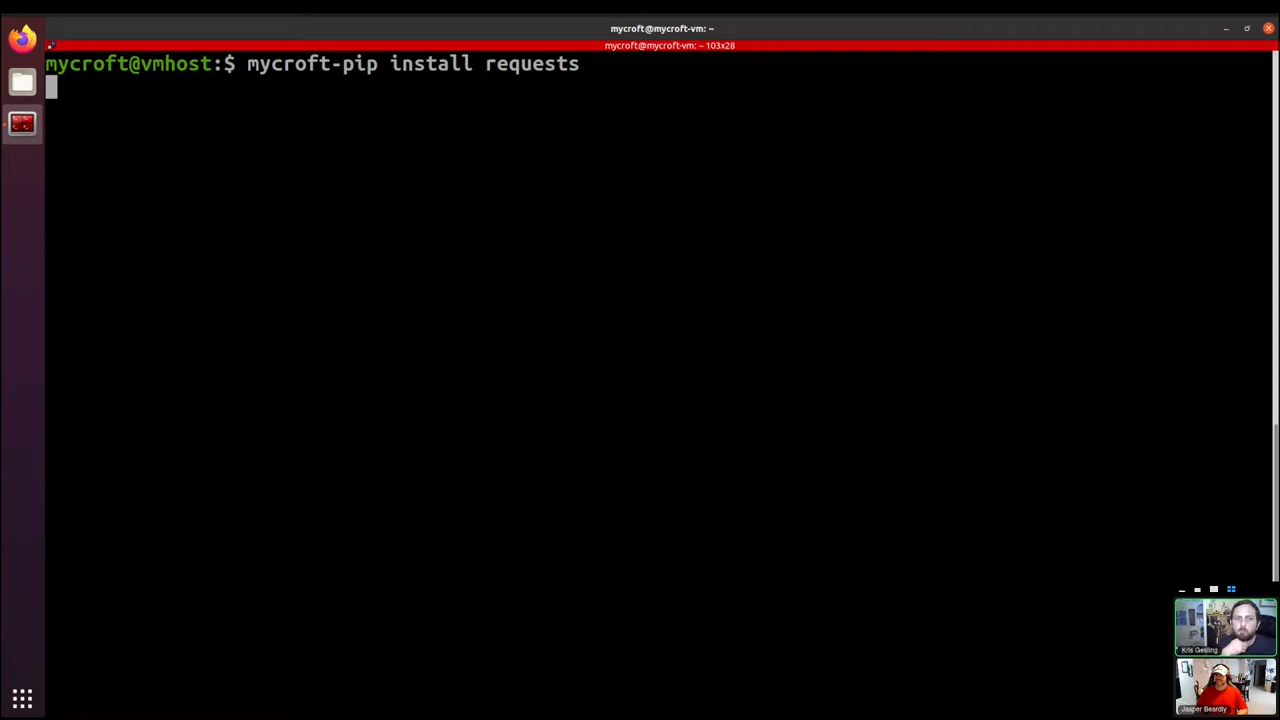 mycroft@mycroft-vm: ~
mycroft@mycroft-vm: ~ 103x28
mycroft@vmhost:$ mycroft-pip install requests
Kris Gesling
Jasper Beardly